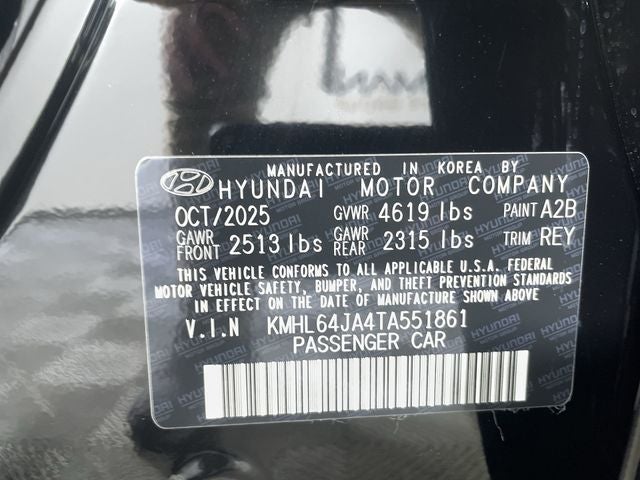 MANUFACTURED IN KOREA BY
HYUNDAI MOTOR COMPANY
OCT/2025 GVWR 4619 lbs PAINT A2B
GAWR FRONT 2513 lbs GAWR REAR 2315 lbs TRIM REY
THIS VEHICLE CONFORMS TO ALL APPLICABLE U.S.A. FEDERAL
MOTOR VEHICLE SAFETY, BUMPER, AND THEFT PREVENTION STANDARDS
IN EFFECT ON THE DATE OF MANUFACTURE SHOWN ABOVE
V.I.N KMHL64JA4TA551861
PASSENGER CAR